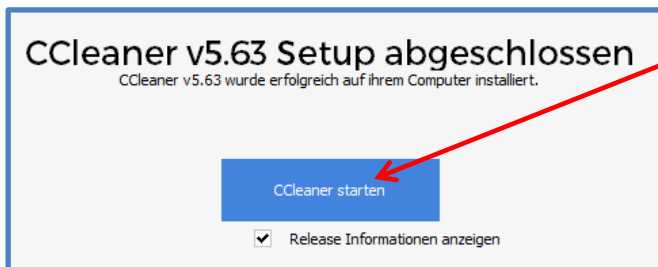 CCleaner v5.63 Setup abgeschlossen
CCleaner v5.63 wurde erfolgreich auf ihrem Computer installiert.
CCleaner starten
Release Informationen anzeigen